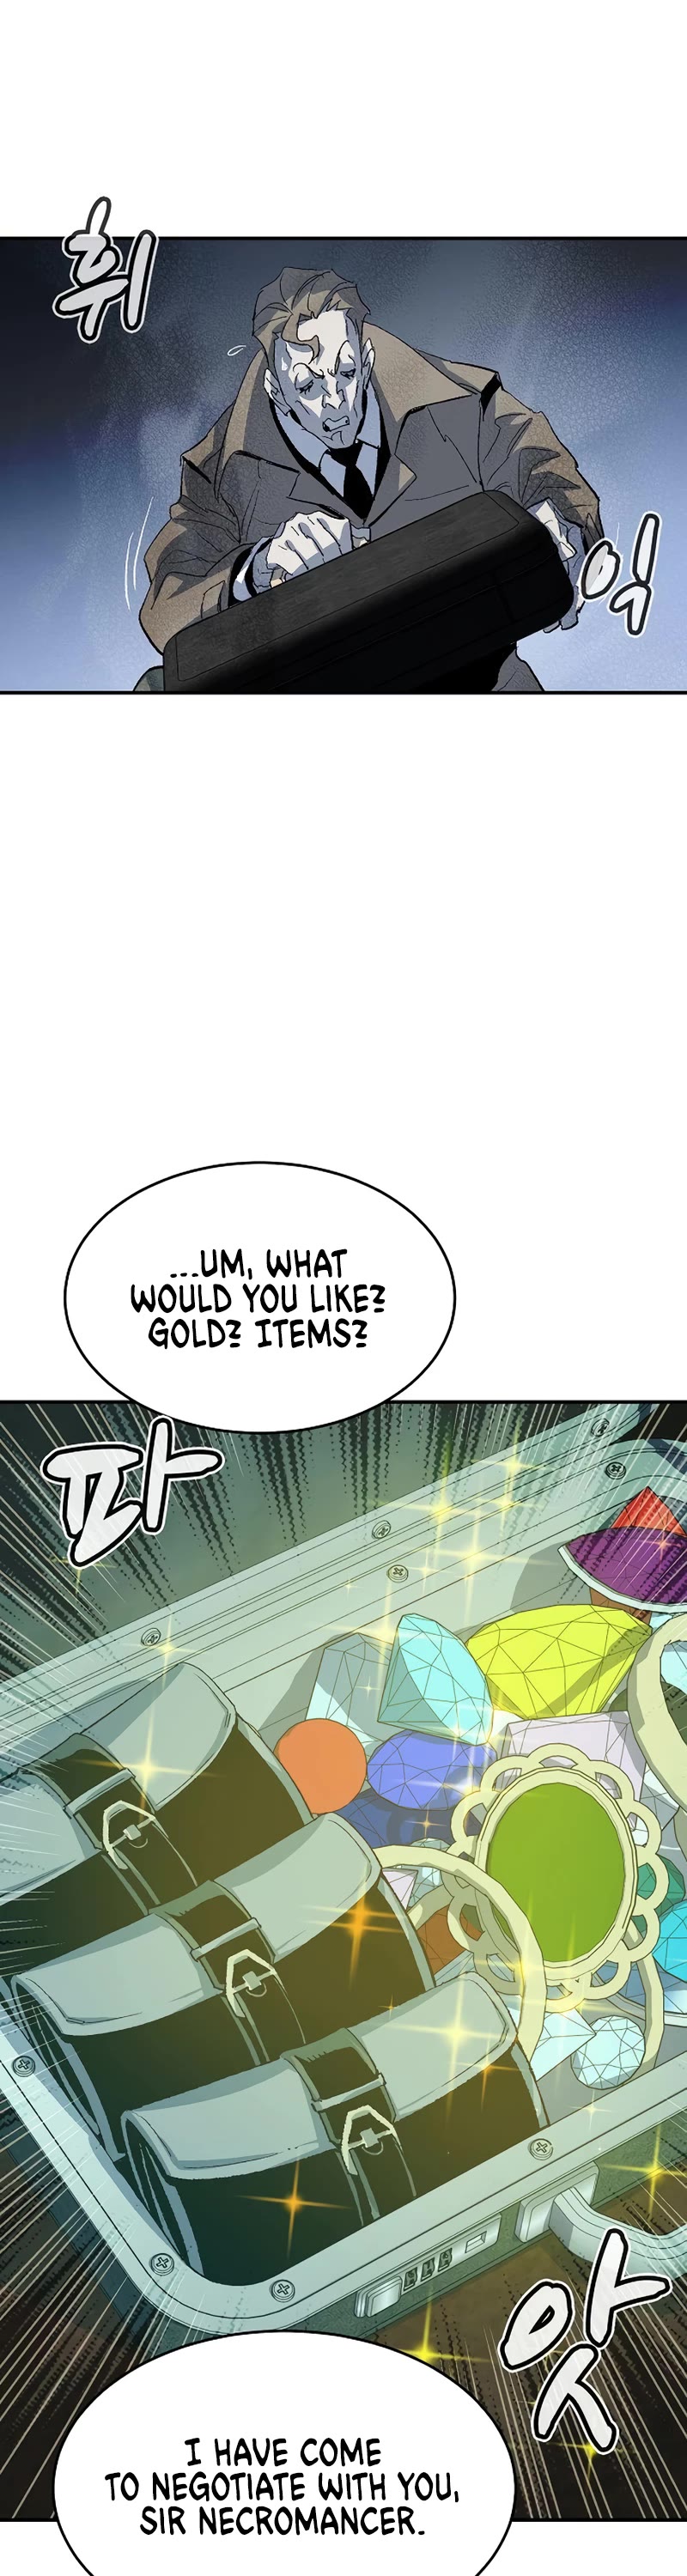 휘
익
...UM, WHAT
WOULD YOU LIKE?
GOLD? ITEMS?
파
앗
I HAVE COME
TO NEGOTIATE WITH YOU,
SIR NECROMANCER.